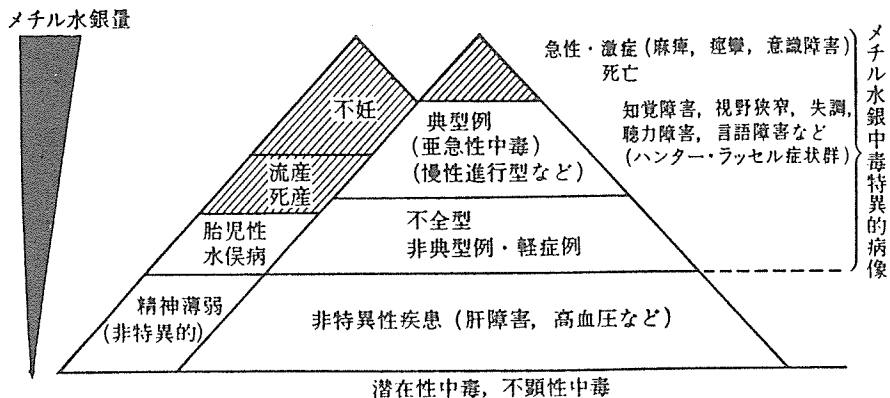 メチル水銀量
急性・激症(麻痺,痙攣,意識障害)
死亡
不妊
典型例
(亜急性中毒)
(慢性進行型など)
知覚障害,視野狭窄,失調,
聴力障害,言語障害など
(ハンター・ラッセル症状群)
メチル水銀中毒特異的病像
流産
死産
胎児性
水俣病
不全型
非典型例・軽症例
精神薄弱
(非特異的)
非特異性疾患(肝障害,高血圧など)
潜在性中毒,不顕性中毒